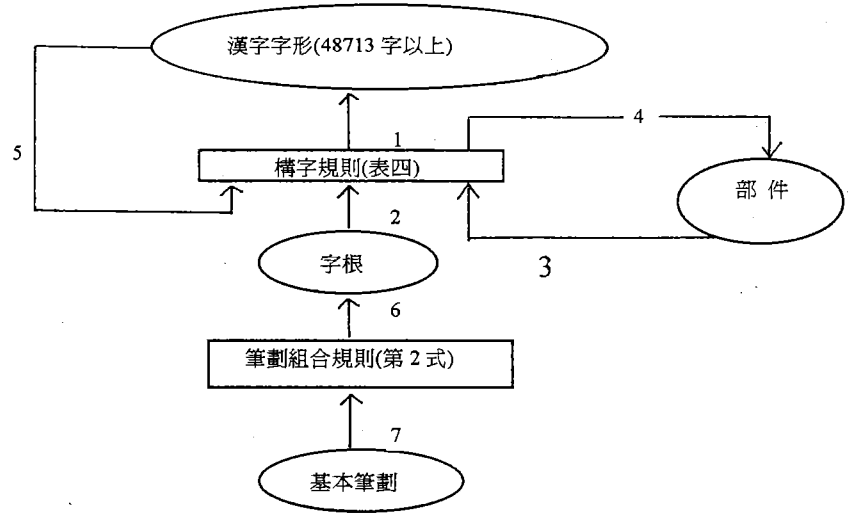 漢字字形(48713 字以上)
4
1
5
構字規則(表四)
部 件
2
字根
3
6
筆劃組合規則(第 2 式)
7
基本筆劃